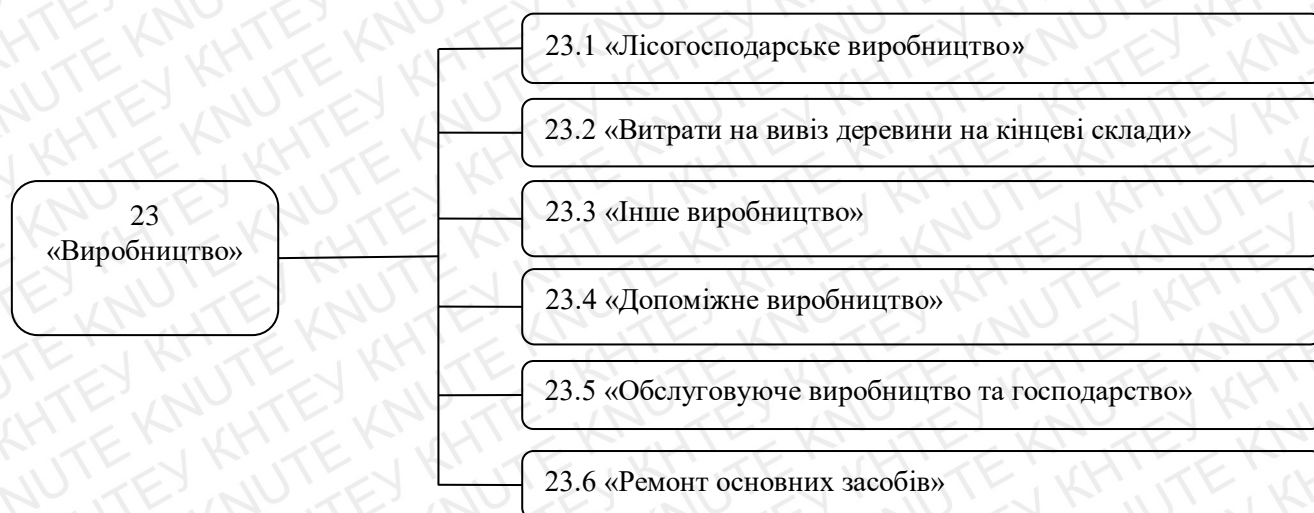 23
«Виробництво»
23.1 «Лісогосподарське виробництво»
23.2 «Витрати на вивіз деревини на кінцеві склади»
23.3 «Інше виробництво»
23.4 «Допоміжне виробництво»
23.5 «Обслуговуюче виробництво та господарство»
23.6 «Ремонт основних засобів»